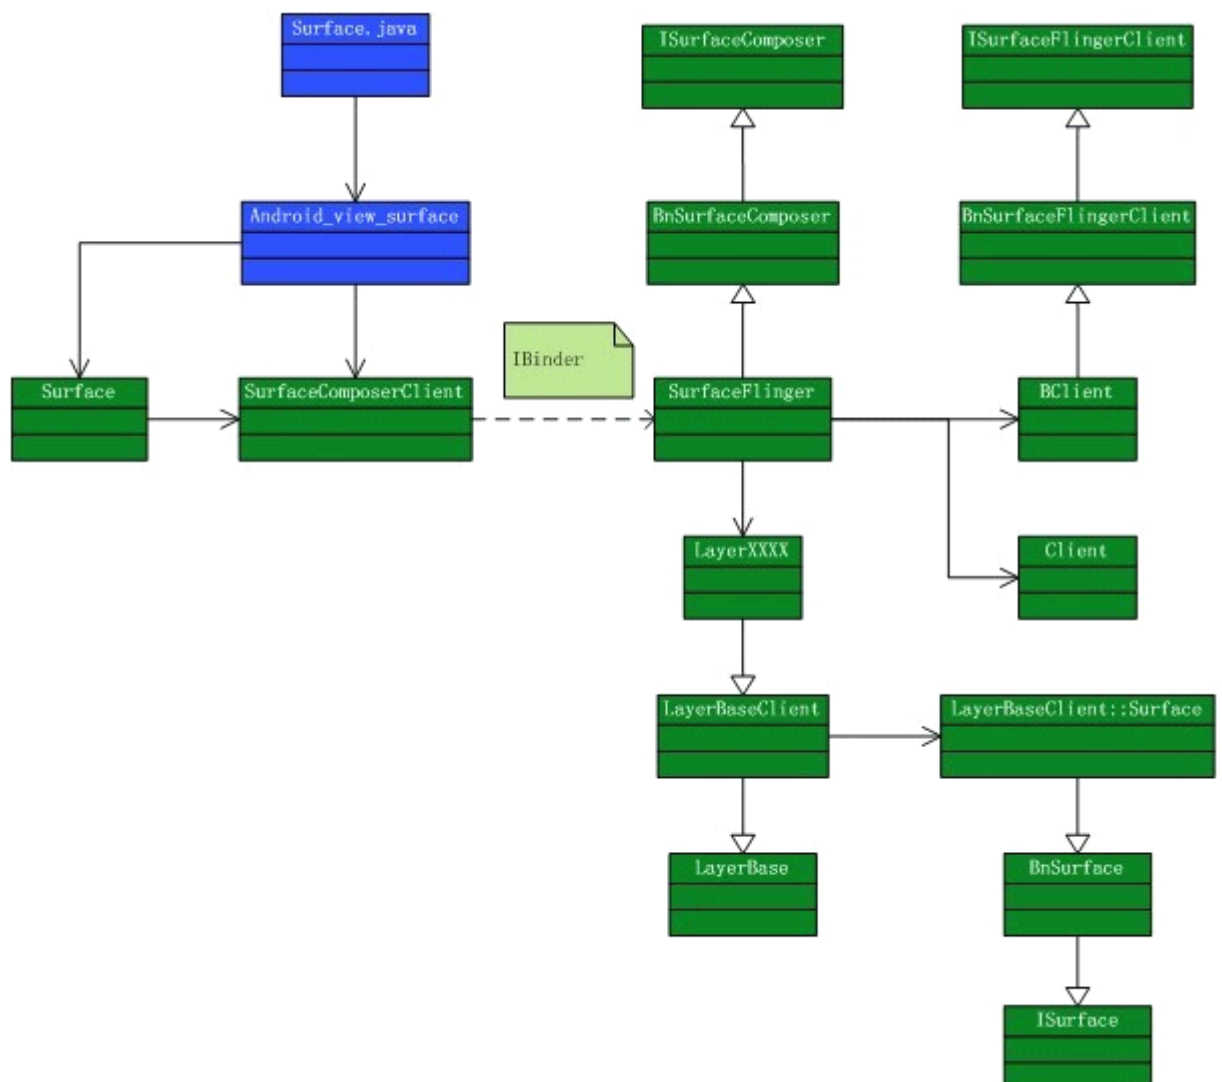 Surface.java
ISurfaceComposer
ISurfaceFlingerClient
Android_view_surface
BnSurfaceComposer
BnSurfaceFlingerClient
IBinder
Surface
SurfaceComposerClient
SurfaceFlinger
BClient
LayerXXXX
Client
LayerBaseClient
LayerBaseClient::Surface
LayerBase
BnSurface
ISurface